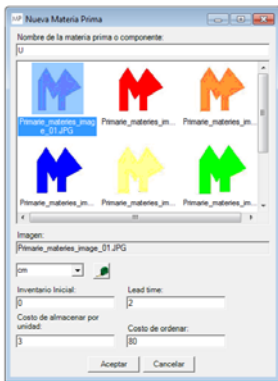 MP Nueva Materia Prima
Nombre de la materia prima o componente:
U
Primarie_materies_imag
e_01.JPG
Primarie_materies_im...
Primarie_materies_im...
Primarie_materies_im...
Primarie_materies_im...
Primarie_materies_im...
Imagen:
Primarie_materies_image_01.JPG
cm
Inventario Inicial:
Lead time:
0
2
Costo de almacenar por
unidad:
Costo de ordenar:
3
80
Aceptar
Cancelar